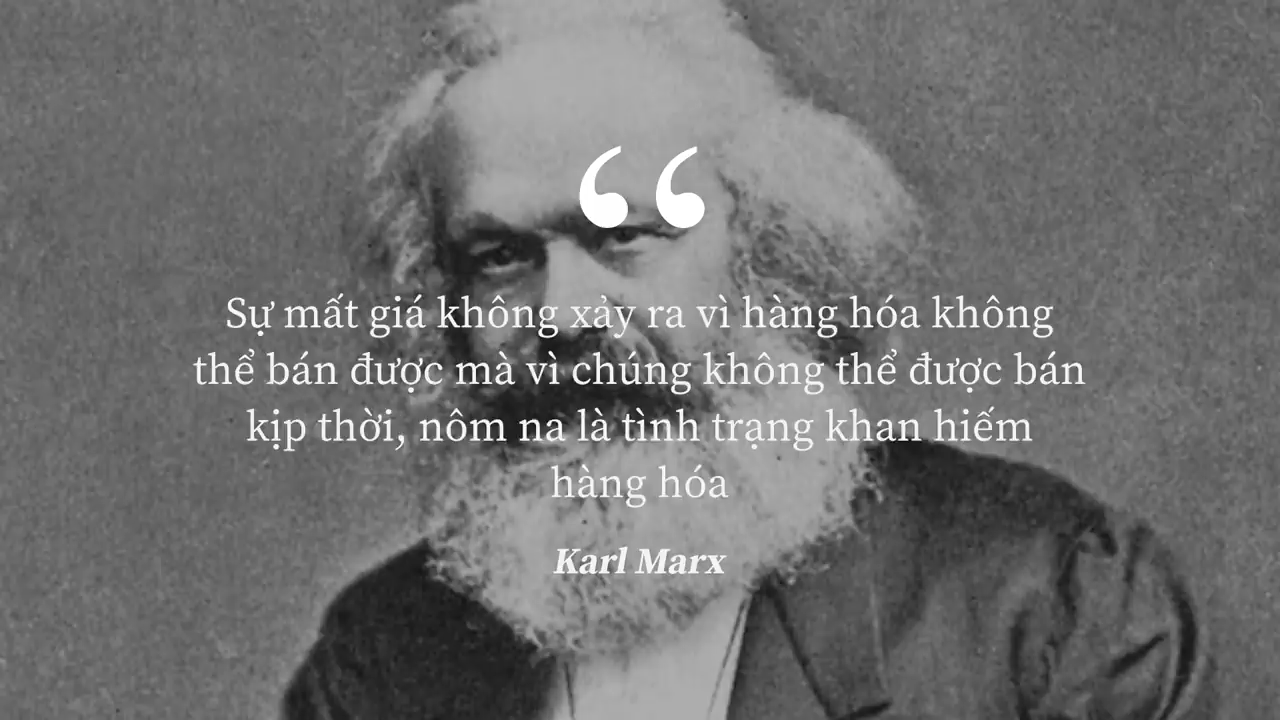 “
Sự mất giá không xảy ra vì hàng hóa không
thể bán được mà vì chúng không thể được bán
kịp thời, nôm na là tình trạng khan hiếm
hàng hóa
Karl Marx